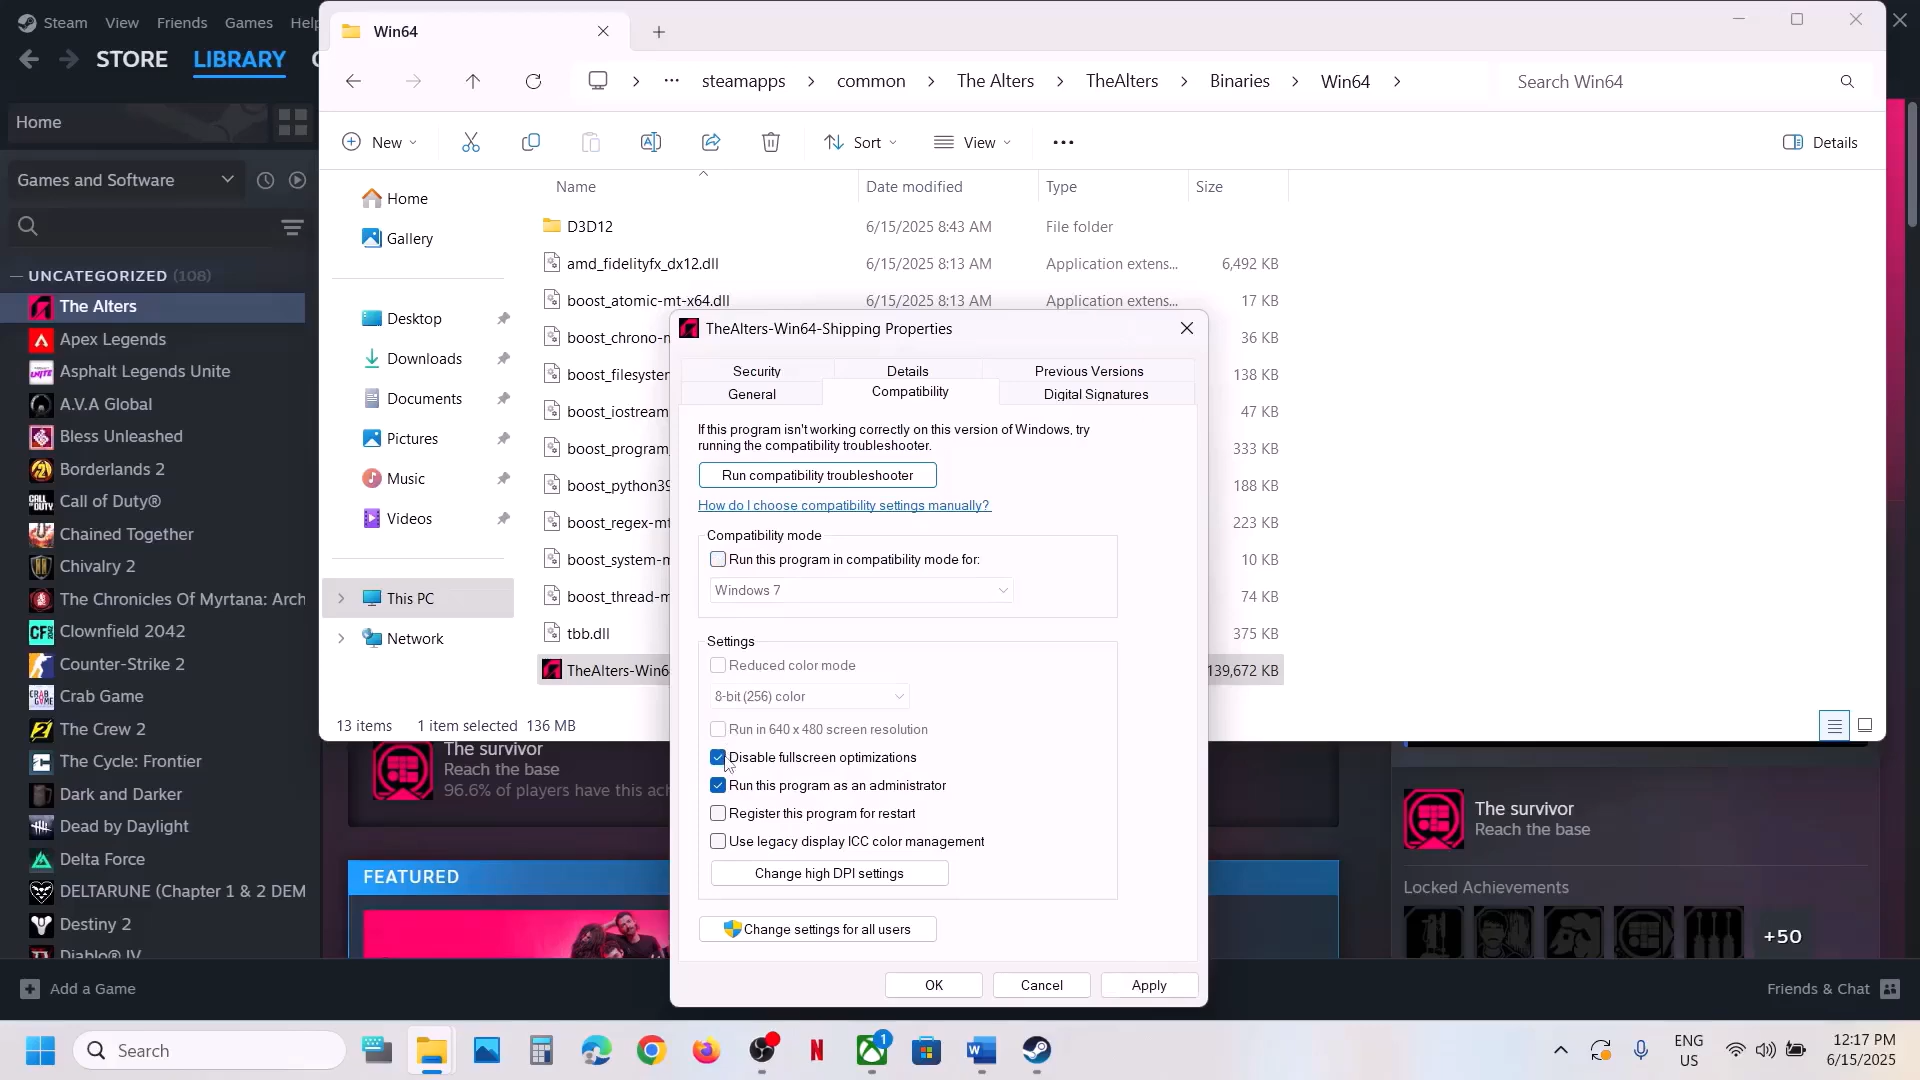 Steam View Friends Games Help
STORE LIBRARY
Home
Games and Software
UNCATEGORIZED (108)
The Alters
Apex Legends
Asphalt Legends Unite
A.V.A Global
Bless Unleashed
Borderlands 2
Call of Duty®
Chained Together
Chivalry 2
The Chronicles Of Myrtana: Arch
Clownfield 2042
Counter-Strike 2
Crab Game
The Crew 2
The Cycle: Frontier
Dark and Darker
Dead by Daylight
Delta Force
DELTARUNE (Chapter 1 & 2 DEM
Destiny 2
Diablo® IV
Add a Game
Win64
steamapps > common > The Alters > TheAlters > Binaries > Win64 >
Search Win64
New Sort View Details
Home
Gallery
Desktop
Downloads
Documents
Pictures
Music
Videos
This PC
Network
Name Date modified Type Size
D3D12 6/15/2025 8:43 AM File folder
amd_fidelityfx_dx12.dll 6/15/2025 8:13 AM Application extens... 6,492 KB
boost_atomic-mt-x64.dll 6/15/2025 8:13 AM Application extens... 17 KB
boost_chrono-m 36 KB
boost_filesystem 138 KB
boost_iostream 47 KB
boost_program_ 333 KB
boost_python39 188 KB
boost_regex-mt 223 KB
boost_system-m 10 KB
boost_thread-m 74 KB
tbb.dll 375 KB
TheAlters-Win6 139,672 KB
13 items 1 item selected 136 MB
TheAlters-Win64-Shipping Properties
Security Details Previous Versions
General Compatibility Digital Signatures
If this program isn't working correctly on this version of Windows, try
running the compatibility troubleshooter.
Run compatibility troubleshooter
How do I choose compatibility settings manually?
Compatibility mode
Run this program in compatibility mode for:
Windows 7
Settings
Reduced color mode
8-bit (256) color
Run in 640 x 480 screen resolution
Disable fullscreen optimizations
Run this program as an administrator
Register this program for restart
Use legacy display ICC color management
Change high DPI settings
Change settings for all users
OK Cancel Apply
The survivor
Reach the base
96.6% of players have this ach
FEATURED
The survivor
Reach the base
Locked Achievements
+50
Friends & Chat
Search
1
ENG
US
12:17 PM
6/15/2025